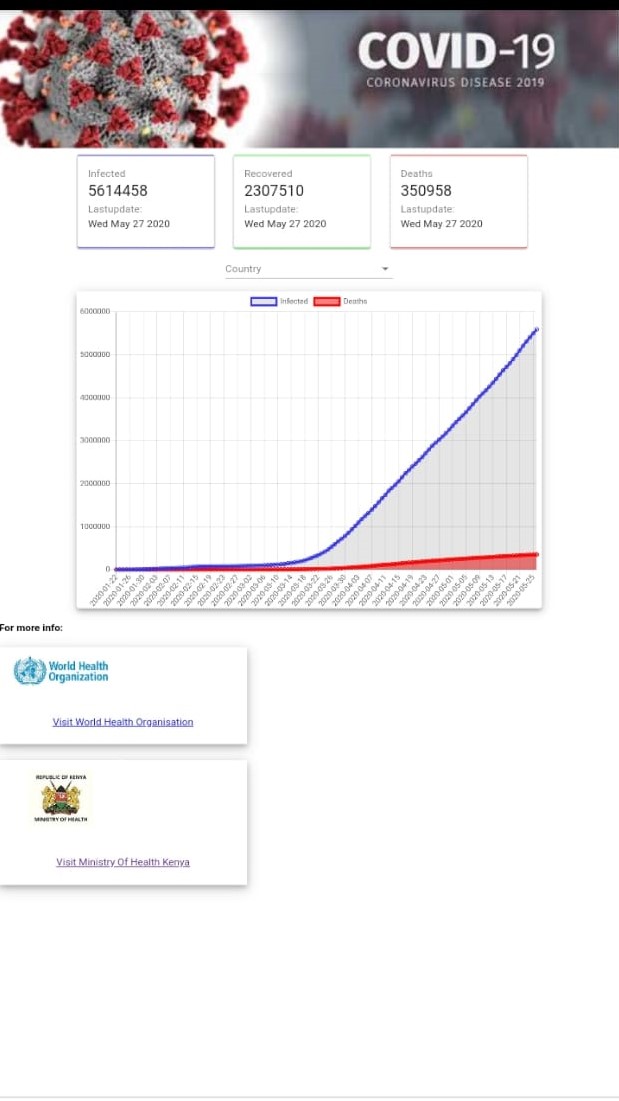 COVID-19
CORONAVIRUS DISEASE 2019
Infected
5614458
Lastupdate:
Wed May 27 2020
Recovered
2307510
Lastupdate:
Wed May 27 2020
Deaths
350958
Lastupdate:
Wed May 27 2020
Country
Infected Deaths
6000000
5000000
4000000
3000000
2000000
1000000
0
2020-01-22 2020-01-26 2020-01-30 2020-02-03 2020-02-07 2020-02-11 2020-02-15 2020-02-19 2020-02-23 2020-02-27 2020-03-02 2020-03-06 2020-03-10 2020-03-14 2020-03-18 2020-03-22 2020-03-26 2020-03-30 2020-04-03 2020-04-07 2020-04-11 2020-04-15 2020-04-19 2020-04-23 2020-04-27 2020-05-01 2020-05-05 2020-05-09 2020-05-13 2020-05-17 2020-05-21 2020-05-25
For more info:
World Health
Organization
Visit World Health Organisation
REPUBLIC OF KENYA
MINISTRY OF HEALTH
Visit Ministry Of Health Kenya